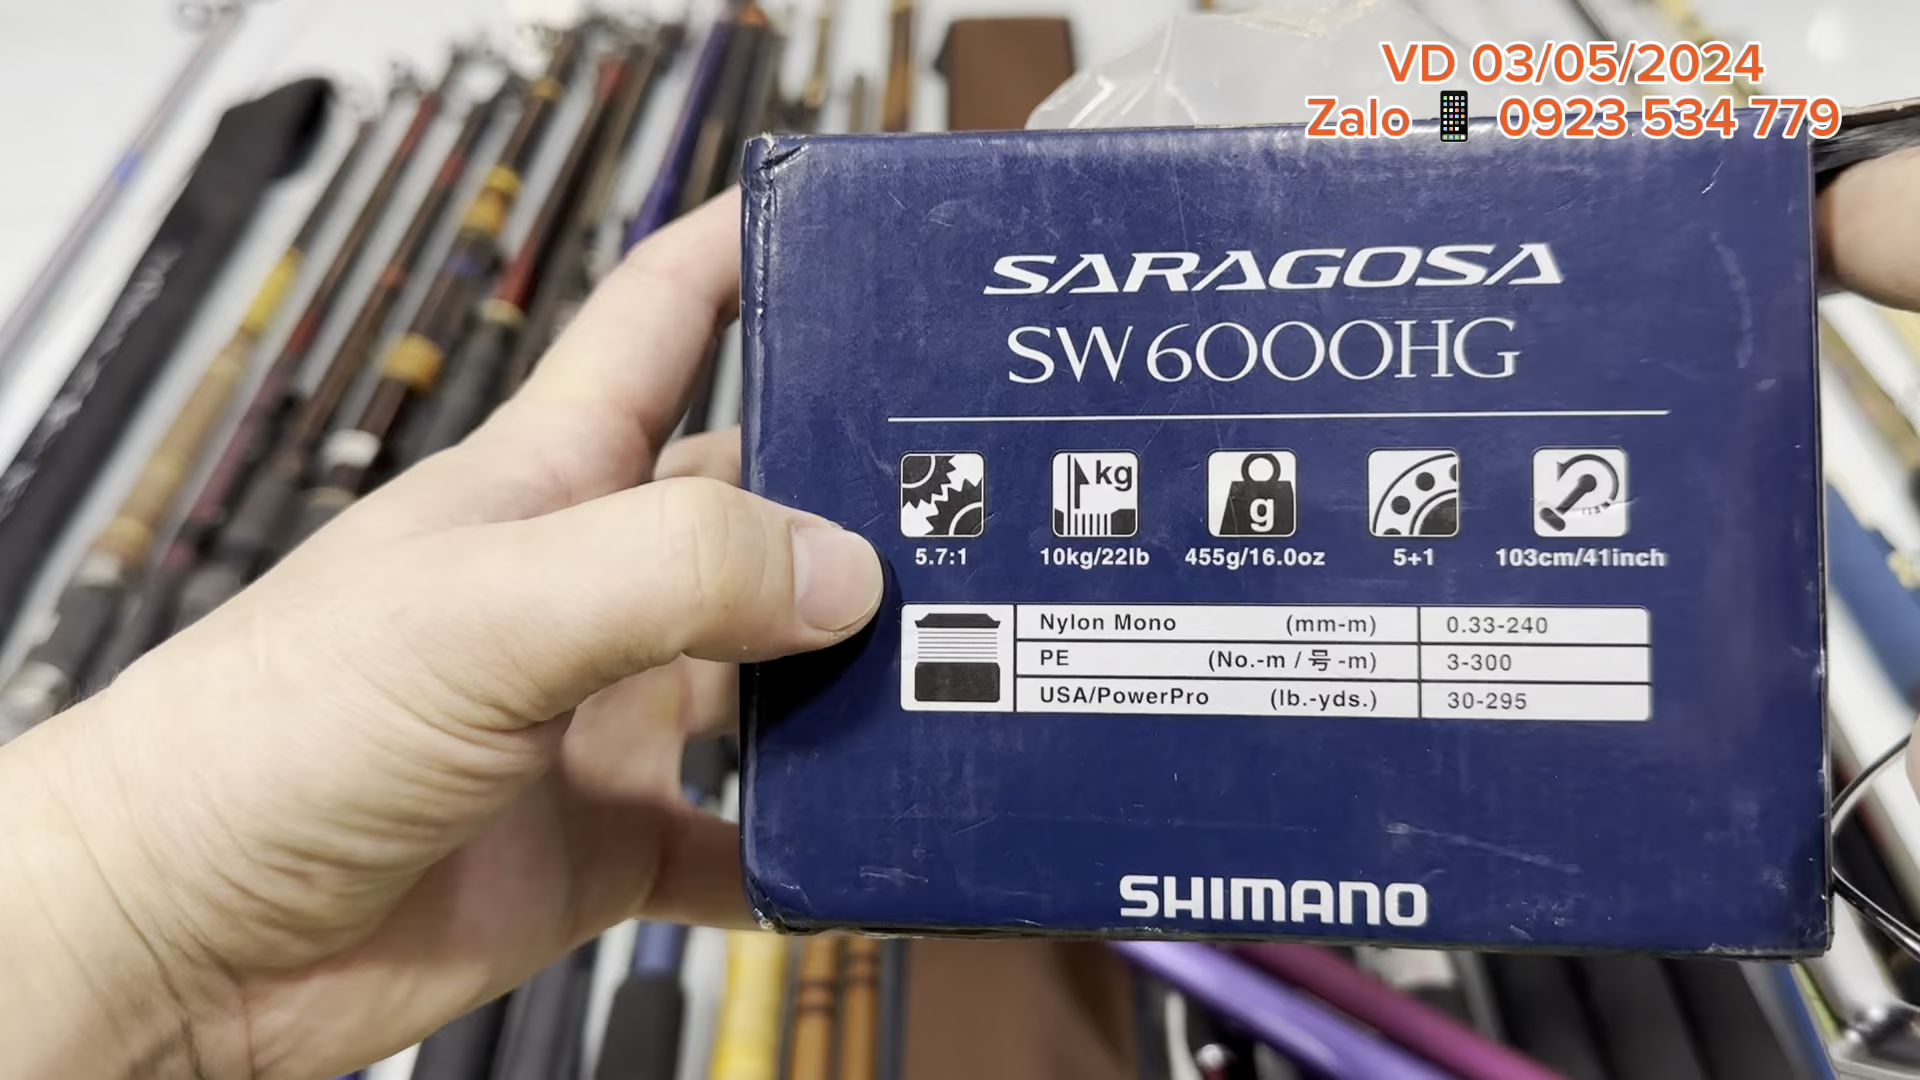 VD 03/05/2024
Zalo 📱 0923 534 779
SARAGOSA
SW 6000HG
kg
g
5.7:1 10kg/22lb 455g/16.0oz 5+1 103cm/41inch
Nylon Mono (mm-m) 0.33-240
PE (No.-m / 号 -m) 3-300
USA/PowerPro (lb.-yds.) 30-295
SHIMANO